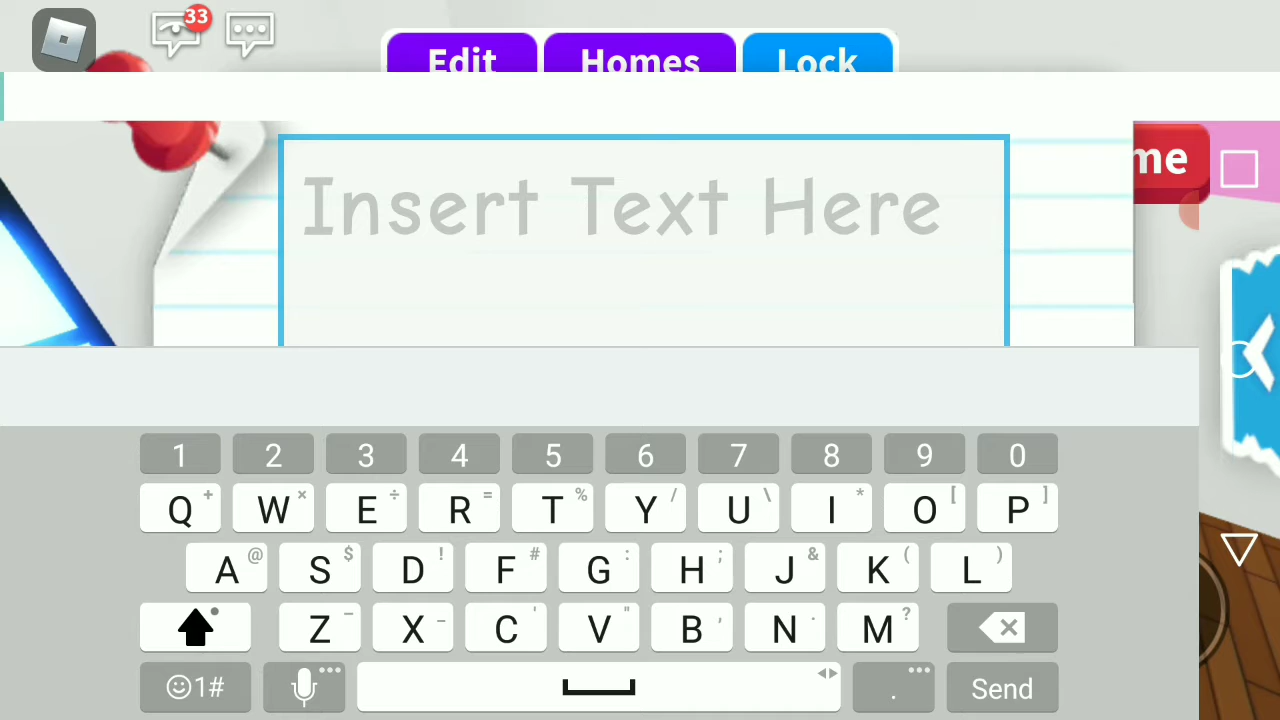 33
Edit Homes Lock
me
Insert Text Here
1 2 3 4 5 6 7 8 9 0
Q + W × E ÷ R = T % Y / U \ I * O [ P ]
A @ S $ D ! F # G : H ; J & K ( L )
Z - X _ C ' V " B , N . M ?
1# . Send